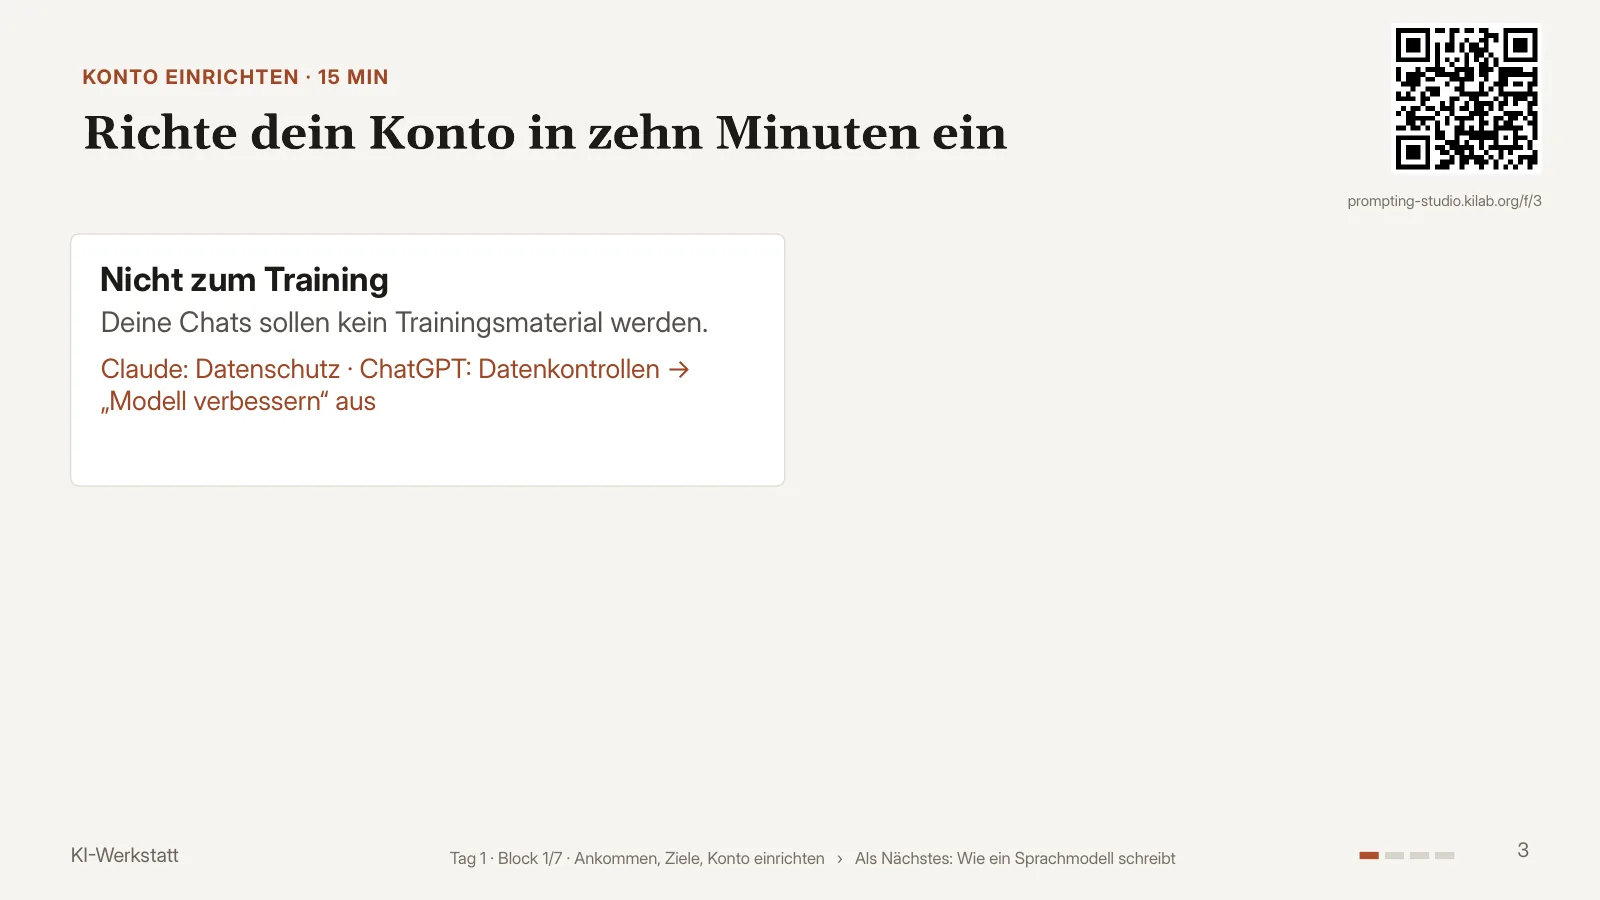 KONTO EINRICHTEN · 15 MIN
Richte dein Konto in zehn Minuten ein
prompting-studio.kilab.org/f/3
Nicht zum Training
Deine Chats sollen kein Trainingsmaterial werden.
Claude: Datenschutz · ChatGPT: Datenkontrollen →
„Modell verbessern“ aus
KI-Werkstatt
Tag 1 · Block 1/7 · Ankommen, Ziele, Konto einrichten › Als Nächstes: Wie ein Sprachmodell schreibt
3